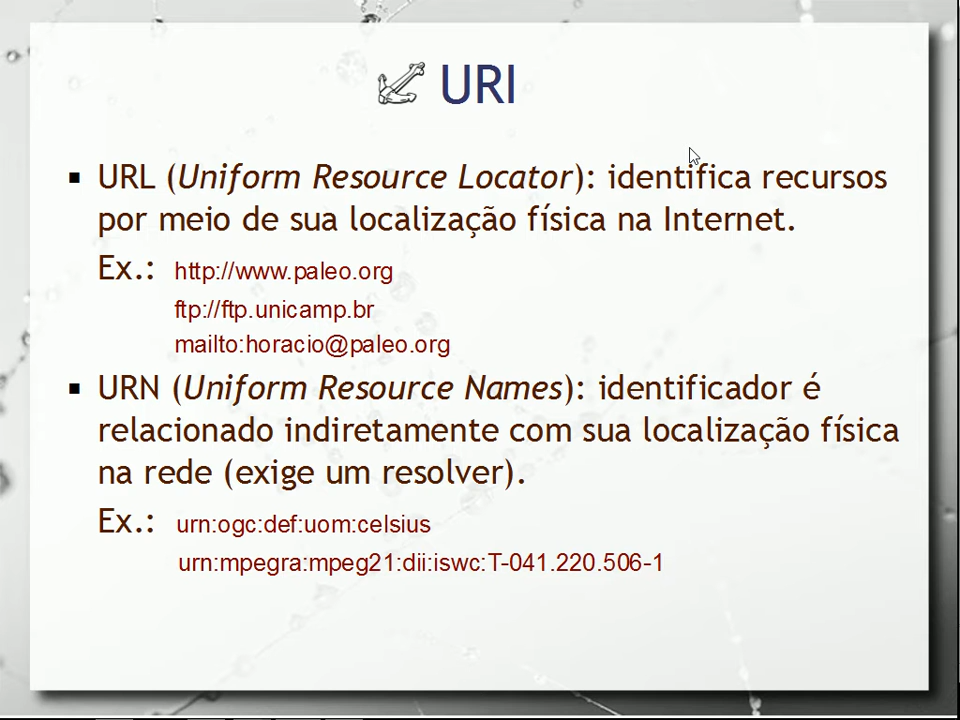 URI
URL (Uniform Resource Locator): identifica recursos
por meio de sua localização física na Internet.
Ex.: http://www.paleo.org
ftp://ftp.unicamp.br
mailto:horacio@paleo.org
URN (Uniform Resource Names): identificador é
relacionado indiretamente com sua localização física
na rede (exige um resolver).
Ex.: urn:ogc:def:uom:celsius
urn:mpegra:mpeg21:dii:iswc:T-041.220.506-1